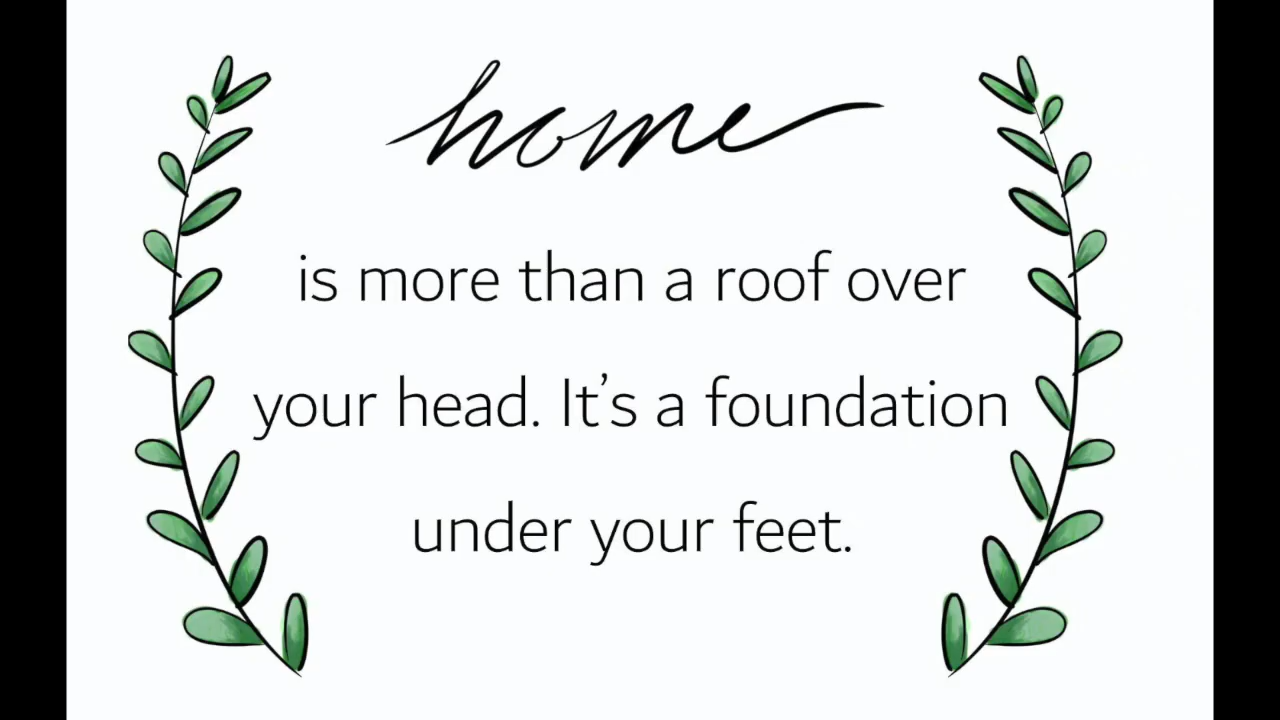 home
is more than a roof over
your head. It’s a foundation
under your feet.